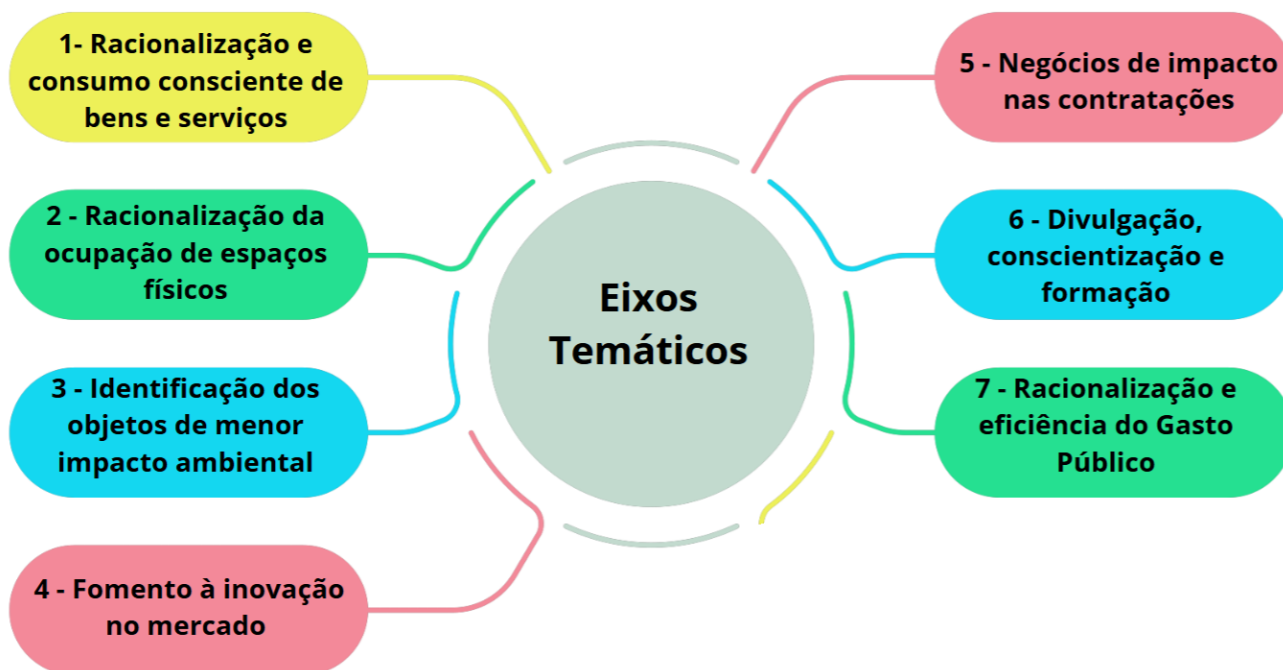 1- Racionalização e
consumo consciente de
bens e serviços
2 - Racionalização da
ocupação de espaços
físicos
3 - Identificação dos
objetos de menor
impacto ambiental
4 - Fomento à inovação
no mercado
Eixos
Temáticos
5 - Negócios de impacto
nas contratações
6 - Divulgação,
conscientização e
formação
7 - Racionalização e
eficiência do Gasto
Público